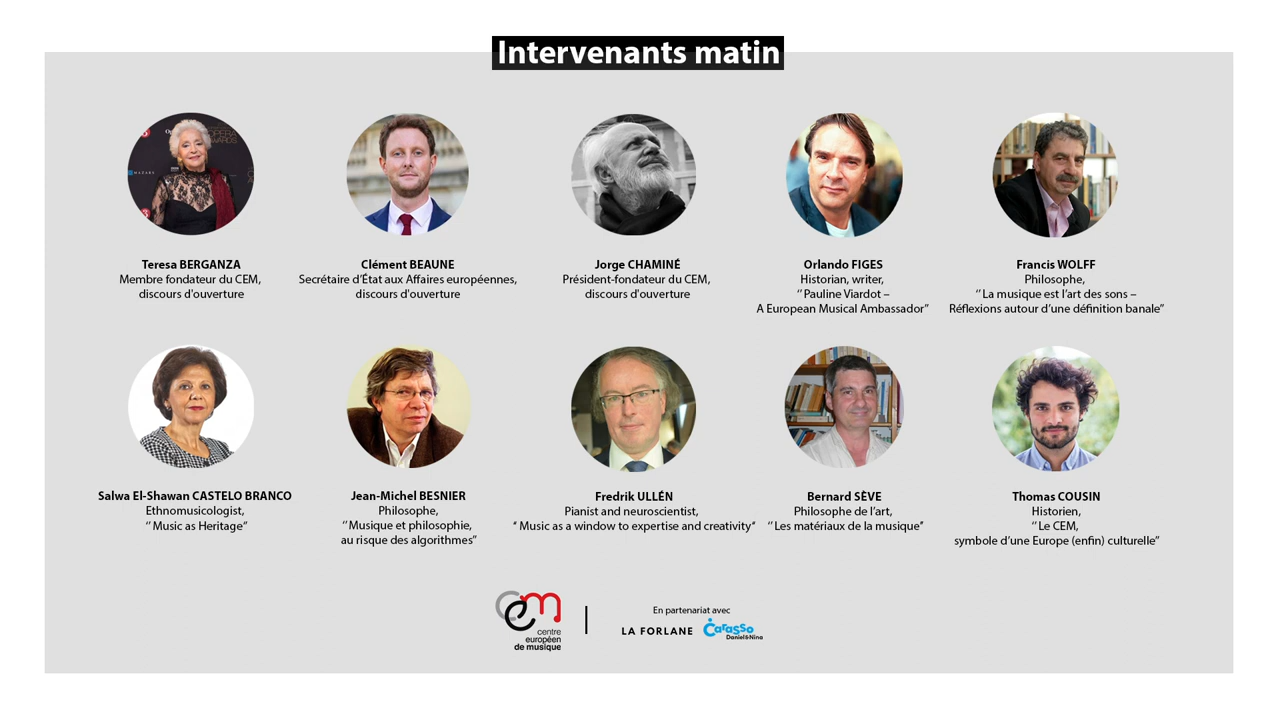 Intervenants matin
Teresa BERGANZA
Membre fondateur du CEM,
discours d'ouverture
Clément BEAUNE
Secrétaire d’État aux Affaires européennes,
discours d'ouverture
Jorge CHAMINÉ
Président-fondateur du CEM,
discours d'ouverture
Orlando FIGES
Historian, writer,
‘’Pauline Viardot –
A European Musical Ambassador”
Francis WOLFF
Philosophe,
‘’La musique est l’art des sons –
Réflexions autour d’une définition banale”
Salwa El-Shawan CASTELO BRANCO
Ethnomusicologist,
‘’Music as Heritage”
Jean-Michel BESNIER
Philosophe,
‘’Musique et philosophie,
au risque des algorithmes”
Fredrik ULLÉN
Pianist and neuroscientist,
“ Music as a window to expertise and creativity“
Bernard SÈVE
Philosophe de l’art,
‘’Les matériaux de la musique”
Thomas COUSIN
Historien,
‘’Le CEM,
symbole d’une Europe (enfin) culturelle”
cem
centre
européen
de musique
En partenariat avec
LA FORLANE
Carasso
Daniel&Nina